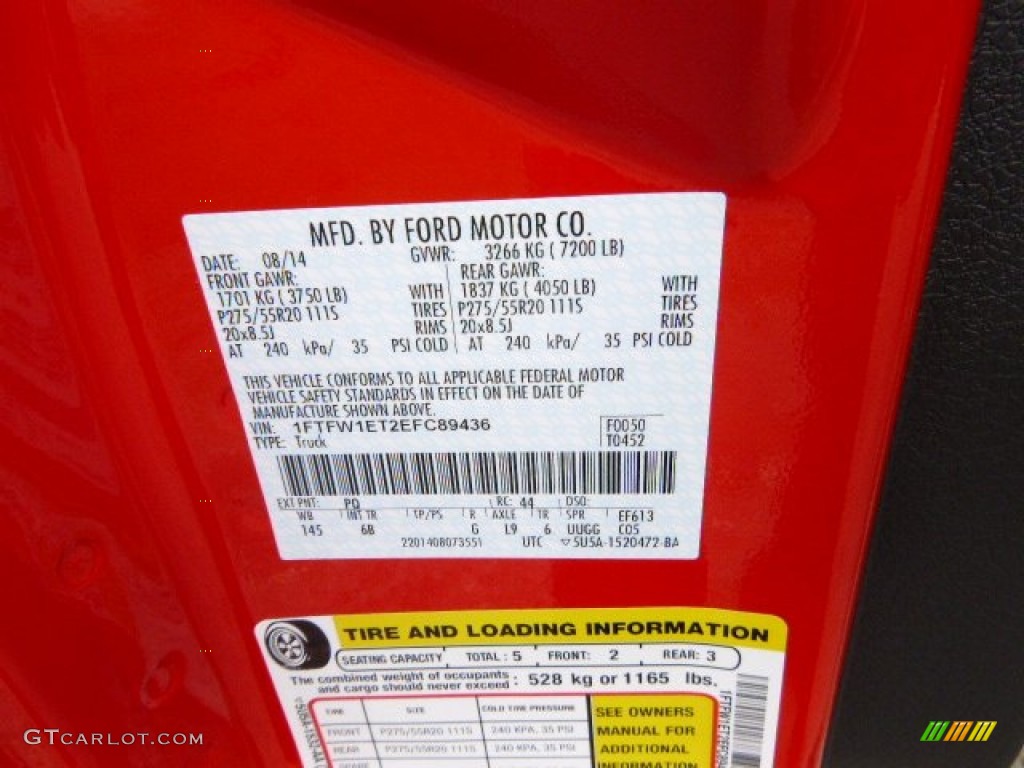 MFD. BY FORD MOTOR CO.
DATE: 08/14 GVWR: 3266 KG ( 7200 LB)
FRONT GAWR: REAR GAWR:
1701 KG ( 3750 LB) WITH 1837 KG ( 4050 LB) WITH
P275/55R20 111S TIRES P275/55R20 111S TIRES
20x8.5J RIMS 20x8.5J RIMS
AT 240 kPa/ 35 PSI COLD AT 240 kPa/ 35 PSI COLD
THIS VEHICLE CONFORMS TO ALL APPLICABLE FEDERAL MOTOR
VEHICLE SAFETY STANDARDS IN EFFECT ON THE DATE OF
MANUFACTURE SHOWN ABOVE.
VIN: 1FTFW1ET2EFC89436 F0050
TYPE: Truck T0452
EXT PNT: PQ RC: 44 DSO:
WB INT TR TP/PS R AXLE TR SPR EF613
145 6B G L9 6 UUGG C05
2201408073551 UTC ▽5U5A-1520472-BA
TIRE AND LOADING INFORMATION
SEATING CAPACITY TOTAL : 5 FRONT: 2 REAR: 3
The combined weight of occupants
and cargo should never exceed : 528 kg or 1165 lbs.
TIRE SIZE COLD TIRE PRESSURE
FRONT P275/55R20 111S 240 KPA, 35 PSI
REAR P275/55R20 111S 240 KPA, 35 PSI
SPARE
SEE OWNERS
MANUAL FOR
ADDITIONAL
INFORMATION
GTCARLOT.COM